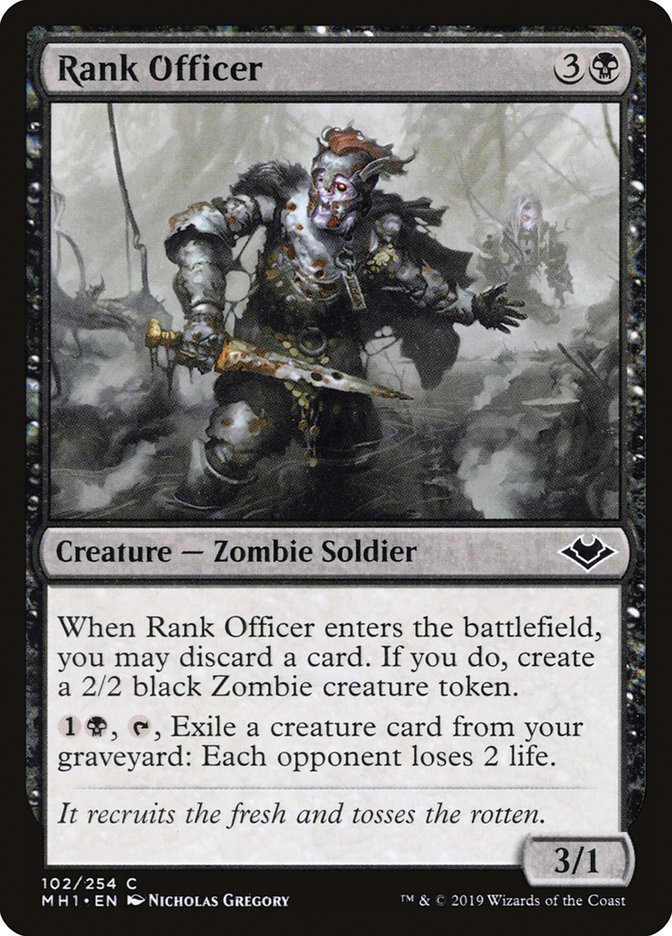 Rank Officer 3
Creature — Zombie Soldier
When Rank Officer enters the battlefield,
you may discard a card. If you do, create
a 2/2 black Zombie creature token.
1, , Exile a creature card from your
graveyard: Each opponent loses 2 life.
It recruits the fresh and tosses the rotten.
3/1
102/254 C
MH1 • EN Nicholas Gregory
™ & © 2019 Wizards of the Coast